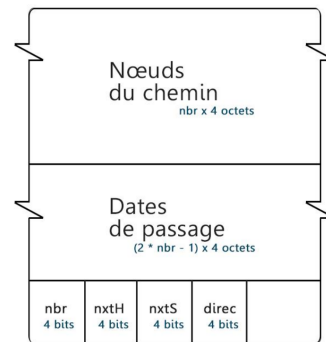 Nœuds
du chemin
nbr x 4 octets
Dates
de passage
(2 * nbr - 1) x 4 octets
nbr nxtH nxtS direc
4 bits 4 bits 4 bits 4 bits